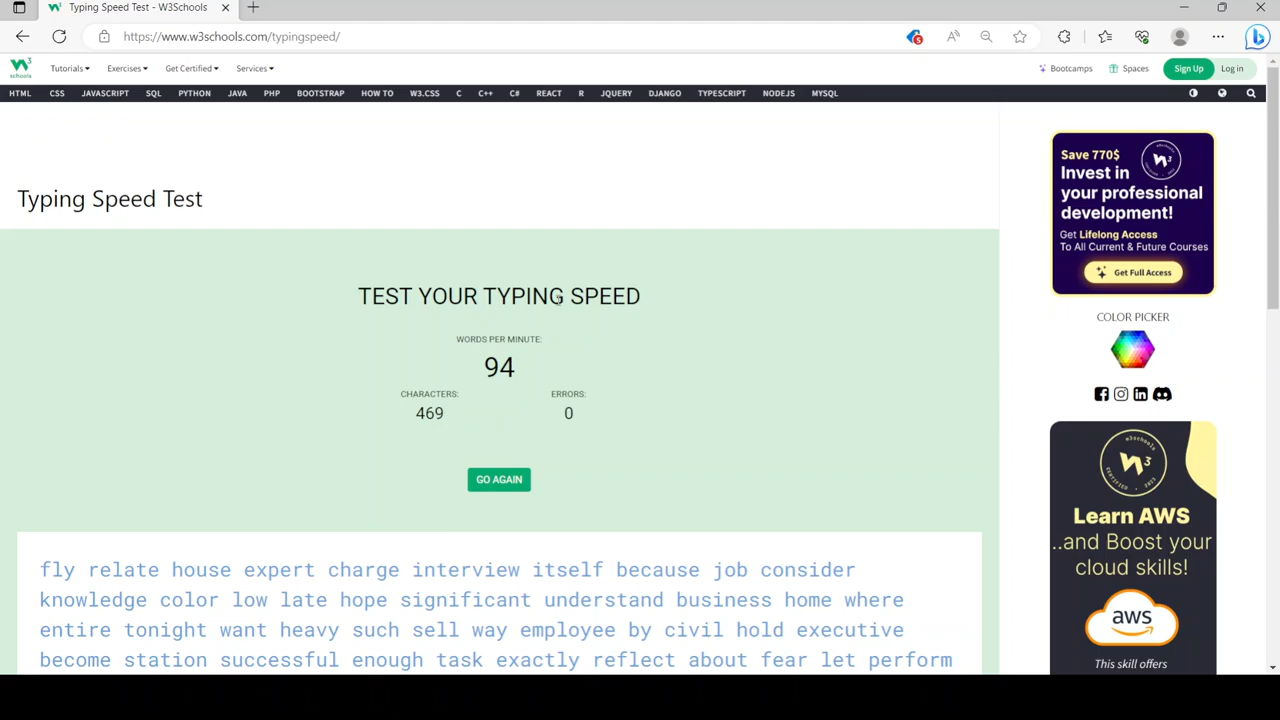 Typing Speed Test - W3Schools
https://www.w3schools.com/typingspeed/
5
3
schools
Tutorials Exercises Get Certified Services Bootcamps Spaces Sign Up Log in
HTML CSS JAVASCRIPT SQL PYTHON JAVA PHP BOOTSTRAP HOW TO W3.CSS C C++ C# REACT R JQUERY DJANGO TYPESCRIPT NODEJS MYSQL
Typing Speed Test
TEST YOUR TYPING SPEED
WORDS PER MINUTE:
94
CHARACTERS: ERRORS:
469 0
GO AGAIN
fly relate house expert charge interview itself because job consider
knowledge color low late hope significant understand business home where
entire tonight want heavy such sell way employee by civil hold executive
become station successful enough task exactly reflect about fear let perform
Save 770$
Invest in
your professional
development!
Get Lifelong Access
To All Current & Future Courses
Get Full Access
COLOR PICKER
w3schools
3
CERTIFIED
Learn AWS
..and Boost your
cloud skills!
aws
This skill offers